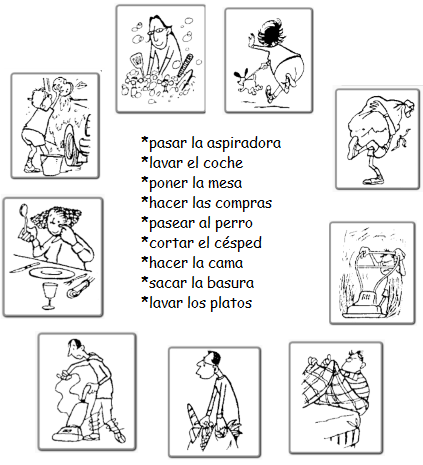 *pasar la aspiradora
*lavar el coche
*poner la mesa
*hacer las compras
*pasear al perro
*cortar el césped
*hacer la cama
*sacar la basura
*lavar los platos